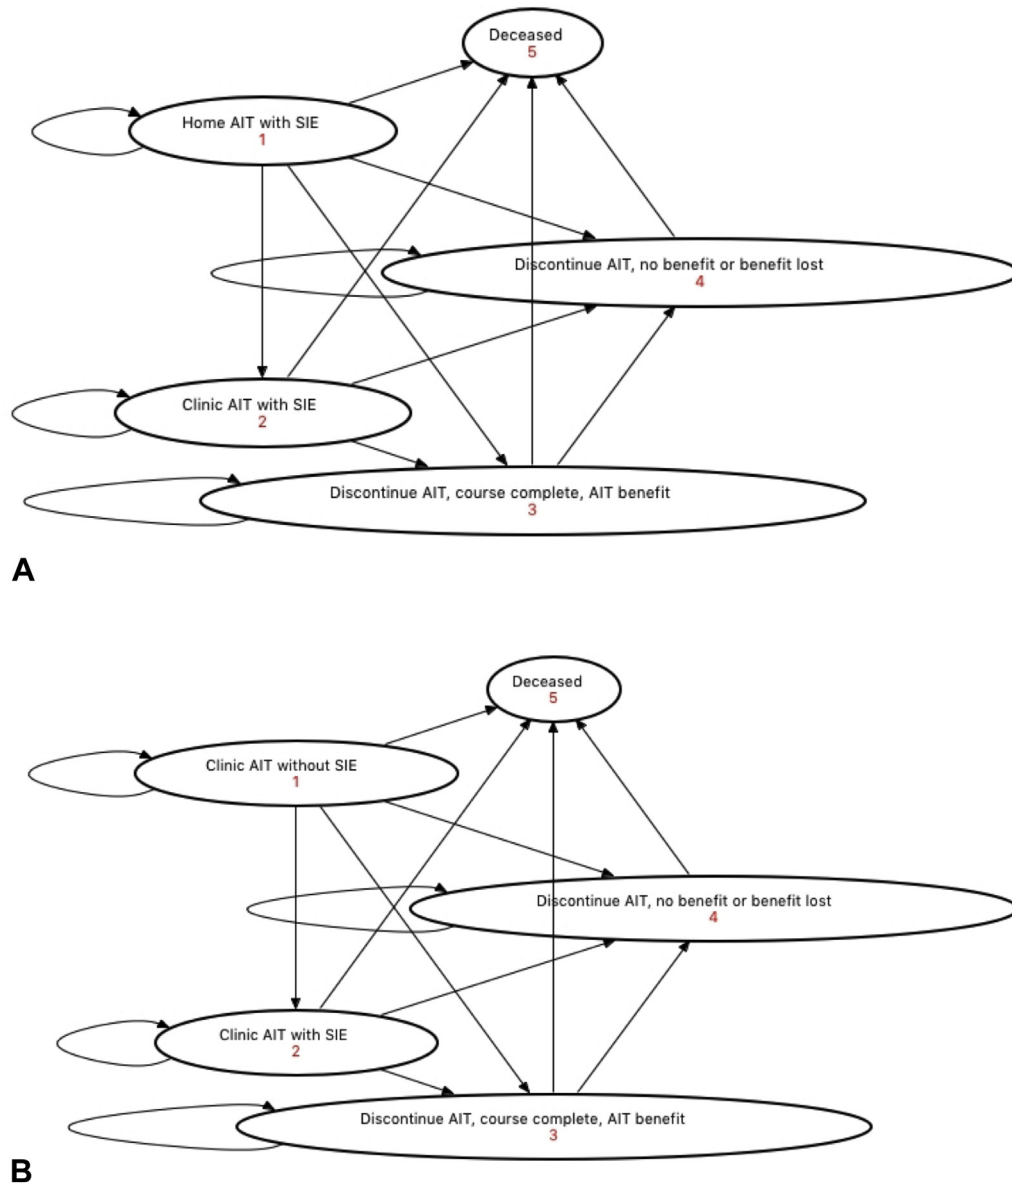 Deceased
5
Home AIT with SIE
1
Discontinue AIT, no benefit or benefit lost
4
Clinic AIT with SIE
2
Discontinue AIT, course complete, AIT benefit
3
A
Deceased
5
Clinic AIT without SIE
1
Discontinue AIT, no benefit or benefit lost
4
Clinic AIT with SIE
2
Discontinue AIT, course complete, AIT benefit
3
B